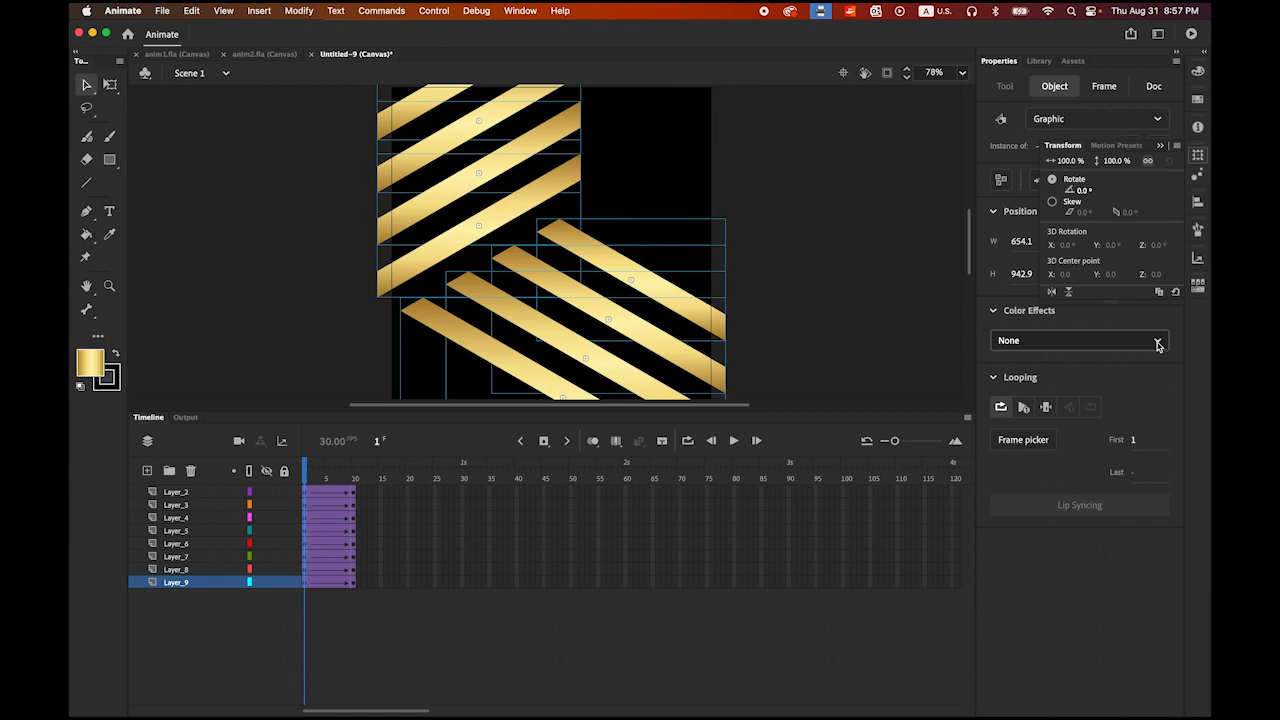 Animate File Edit View Insert Modify Text Commands Control Debug Window Help A U.S. Thu Aug 31 8:57 PM
Animate
To... anim1.fla (Canvas) anim2.fla (Canvas) Untitled-9 (Canvas)* Properties Library Assets
Scene 1 78%
Tool Object Frame Doc
Graphic
Instance of: - Transform Motion Presets
100.0 % 100.0 %
Rotate
0.0 °
Skew
0.0 ° 0.0 °
Position
3D Rotation
W 654.1 X: 0.0 ° Y: 0.0 ° Z: 0.0 °
3D Center point
H 942.9 X: 0.0 Y: 0.0 Z: 0.0
Color Effects
None
Looping
Frame picker First 1
Last -
Lip Syncing
Timeline Output
30.00 FPS 1 F
1s 2s 3s 4s
5 10 15 20 25 30 35 40 45 50 55 60 65 70 75 80 85 90 95 100 105 110 115 120
Layer_2
Layer_3
Layer_4
Layer_5
Layer_6
Layer_7
Layer_8
Layer_9